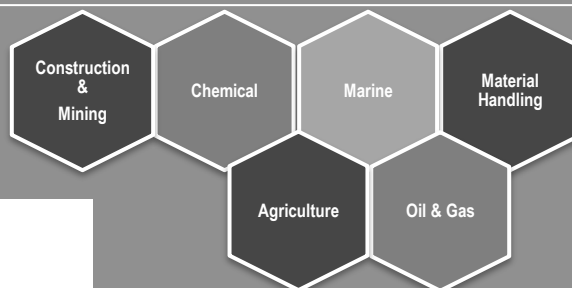 Construction
&
Mining
Chemical
Marine
Material
Handling
Agriculture
Oil & Gas